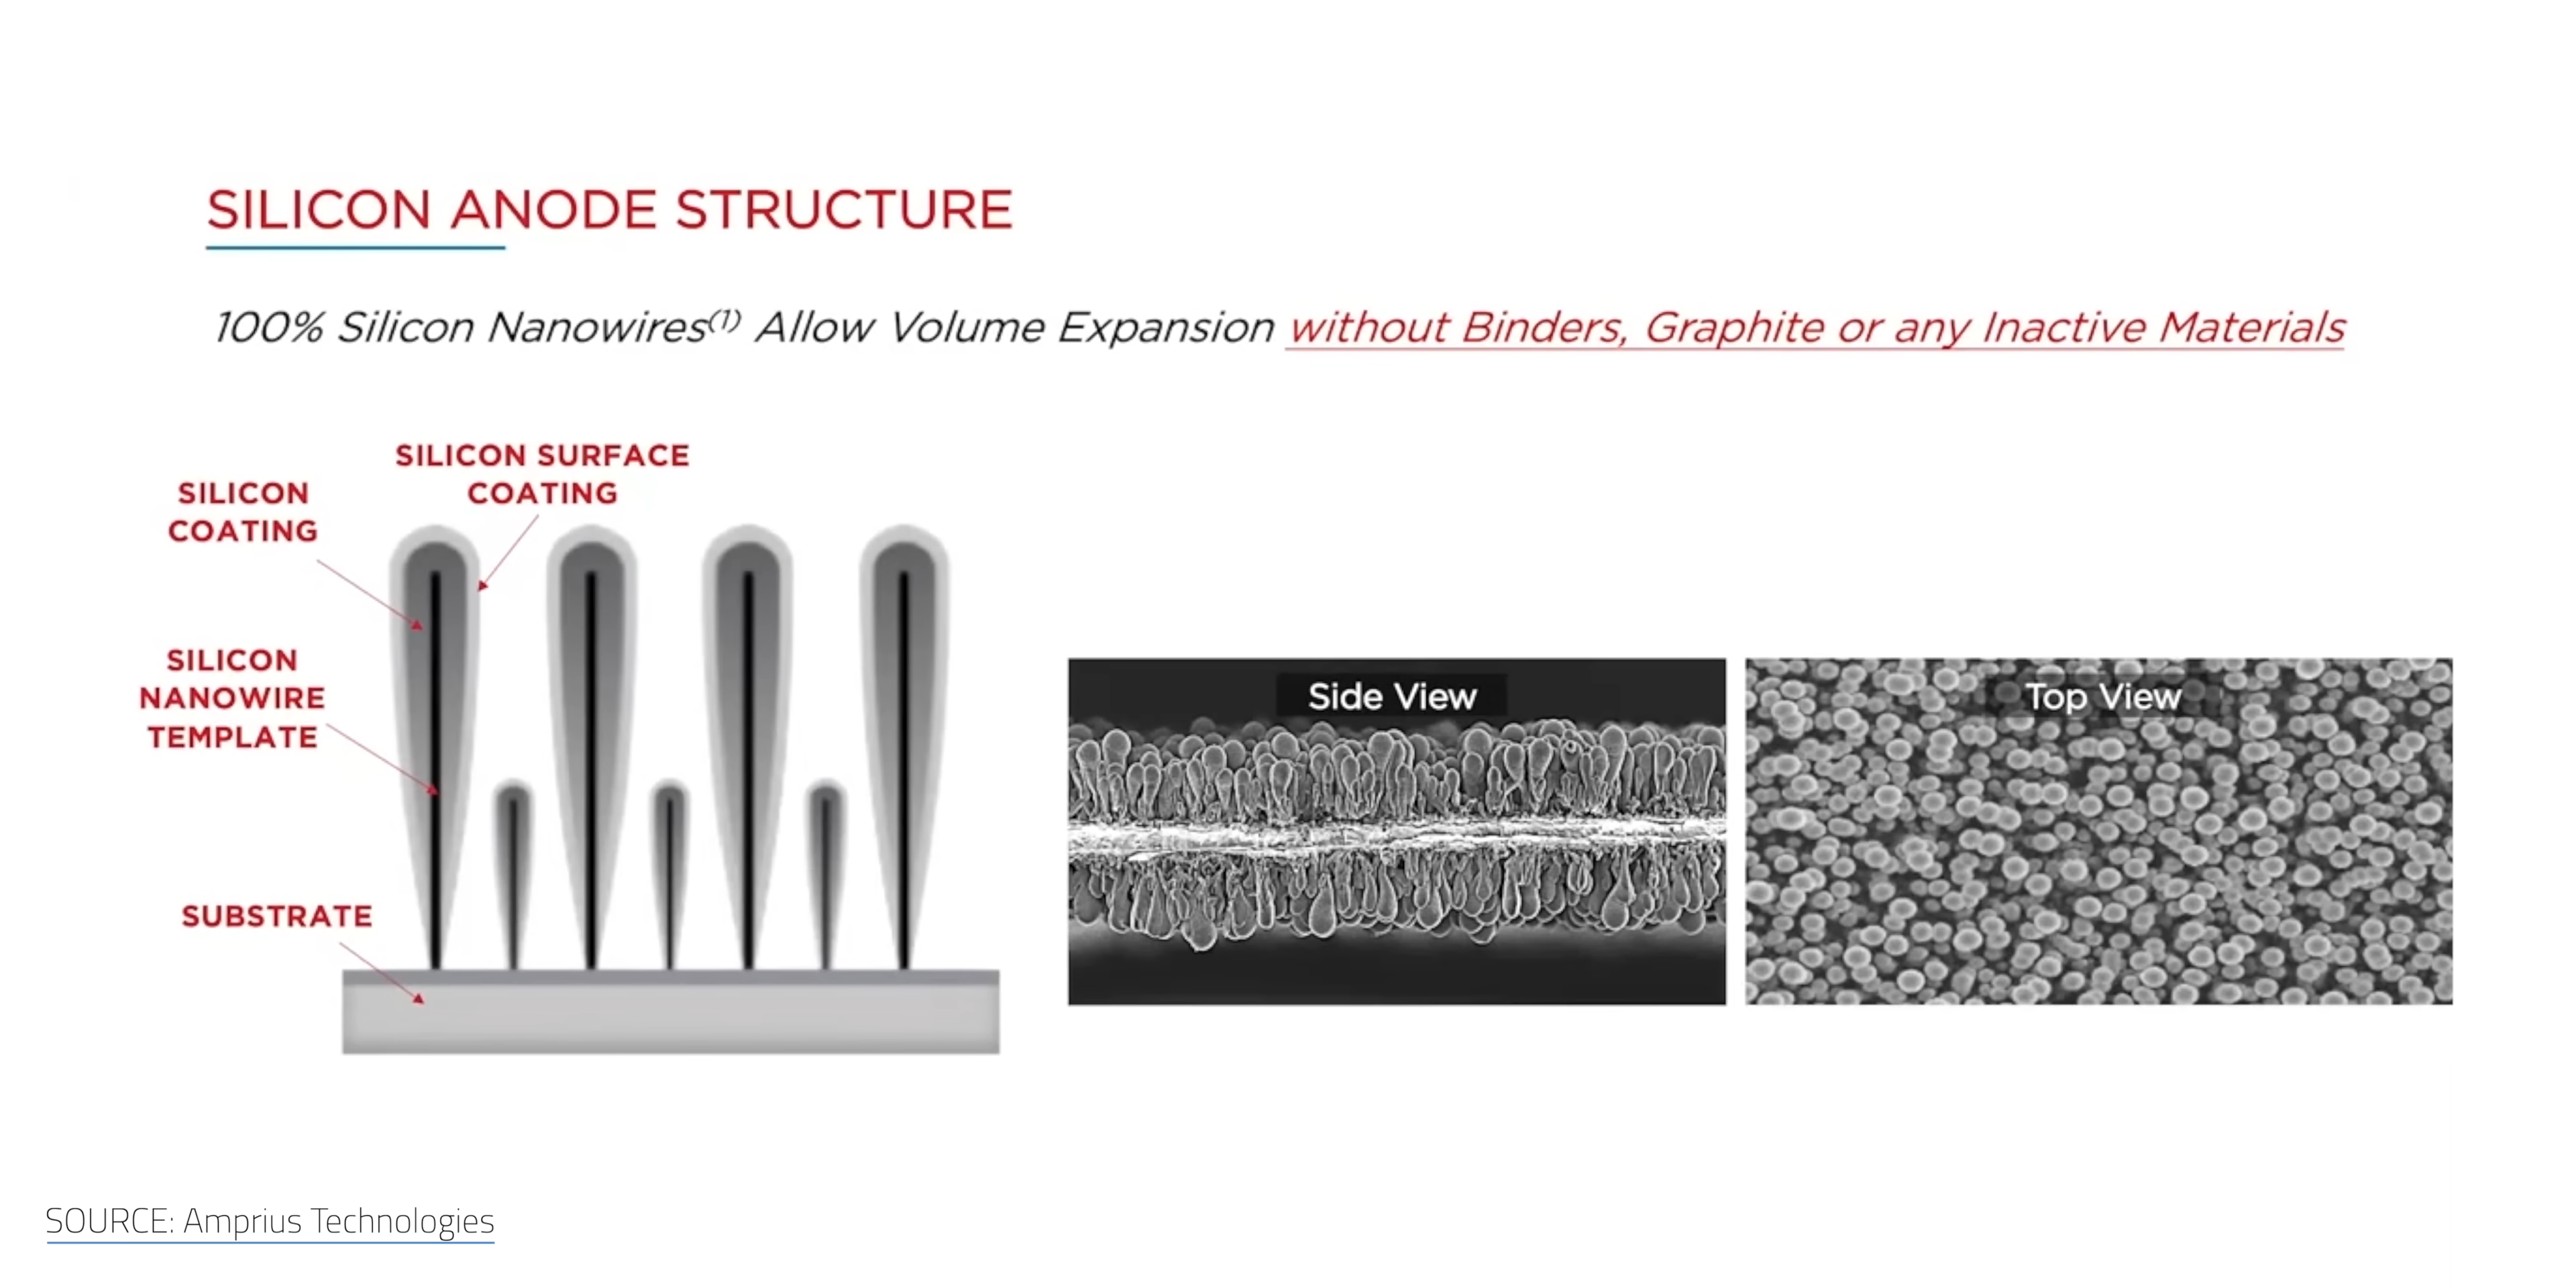 SILICON ANODE STRUCTURE
100% Silicon Nanowires(1) Allow Volume Expansion without Binders, Graphite or any Inactive Materials
SILICON SURFACE
COATING
SILICON
COATING
SILICON
NANOWIRE
TEMPLATE
SUBSTRATE
Side View
Top View
SOURCE: Amprius Technologies